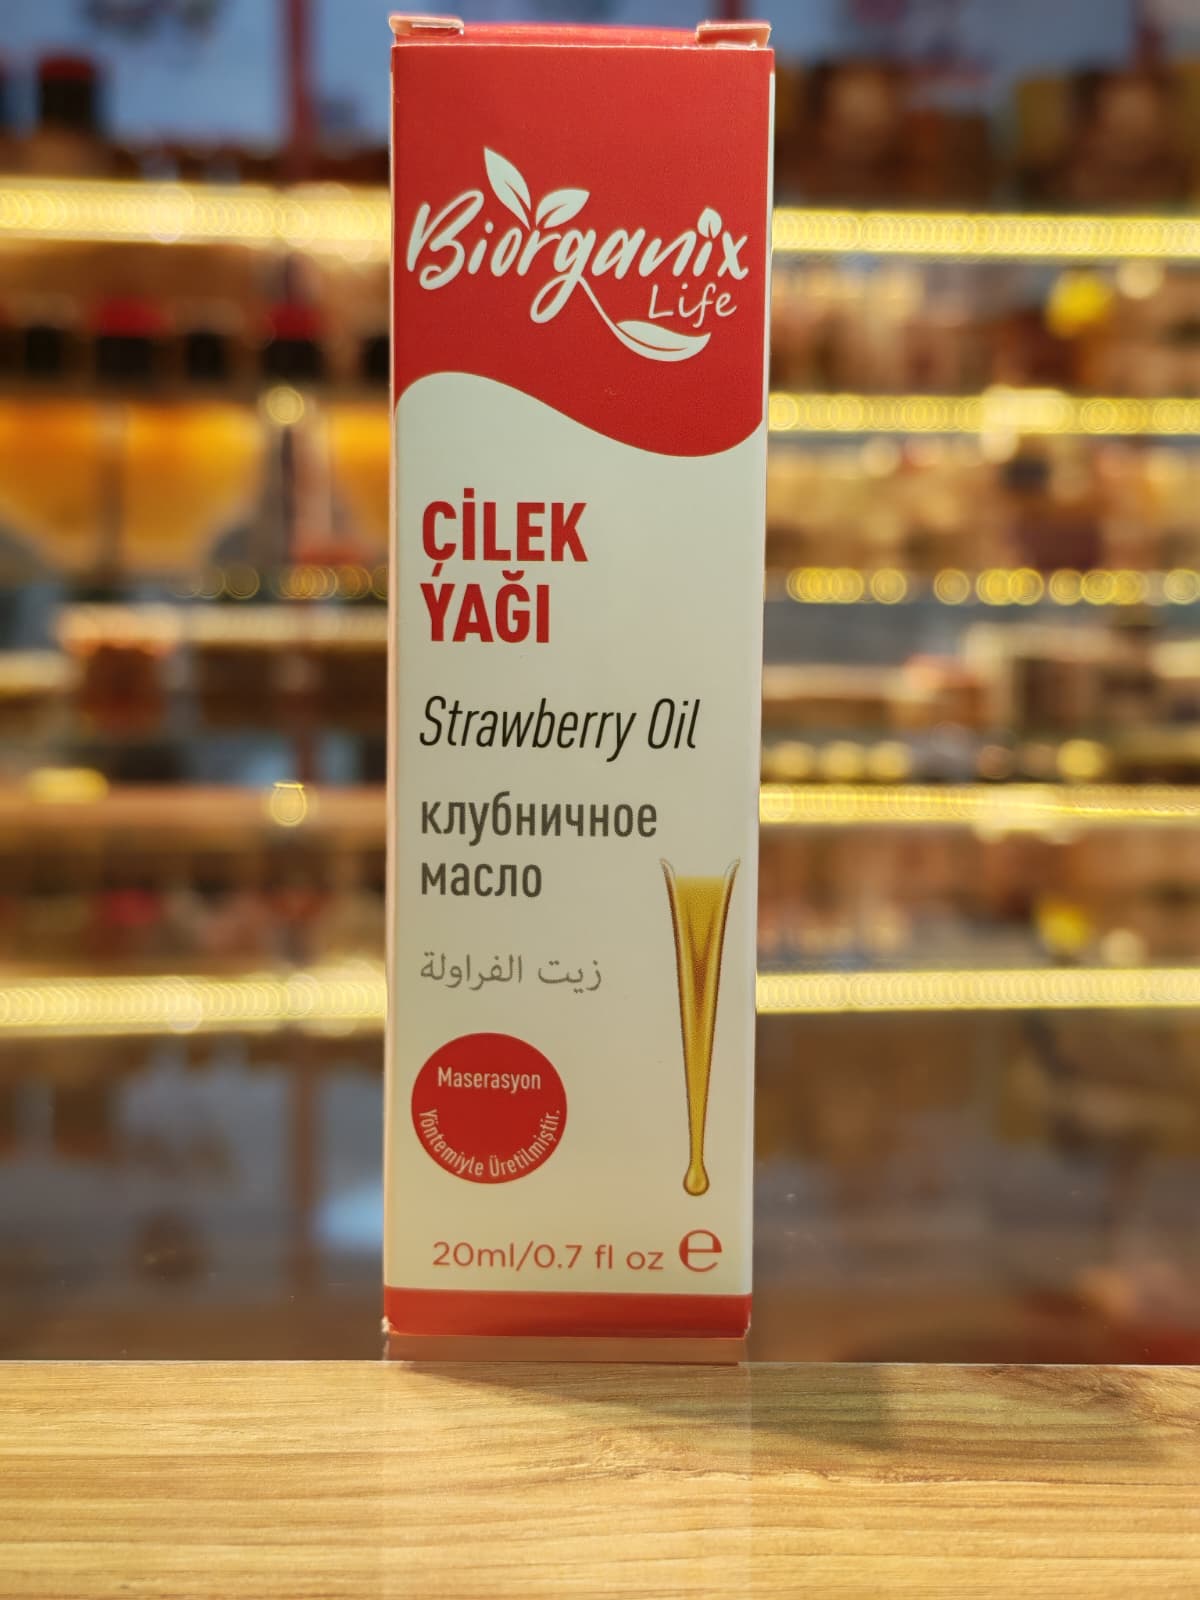 Biorganix
Life
ÇİLEK
YAĞI
Strawberry Oil
клубничное
масло
زيت الفراولة
Maserasyon
Yöntemiyle Üretilmiştir.
20ml/0.7 fl oz ℮